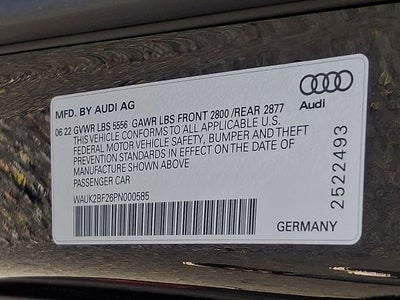 MFD. BY AUDI AG
Audi
06 22 GVWR LBS 5556 GAWR LBS FRONT 2800 /REAR 2877
THIS VEHICLE CONFORMS TO ALL APPLICABLE U.S.
FEDERAL MOTOR VEHICLE SAFETY, BUMPER AND THEFT
PREVENTION STANDARDS IN EFFECT ON THE DATE OF
MANUFACTURE SHOWN ABOVE
PASSENGER CAR
WAUK2BF26PN000585
2522493
GERMANY